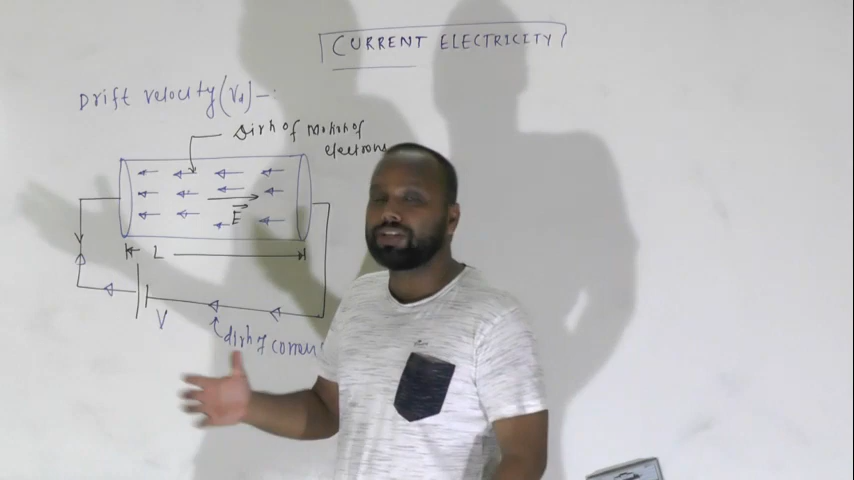 CURRENT ELECTRICITY
Drift velocity (Vd) -:
Dirn of Motion of
electrons
E
L
V
dirn of current